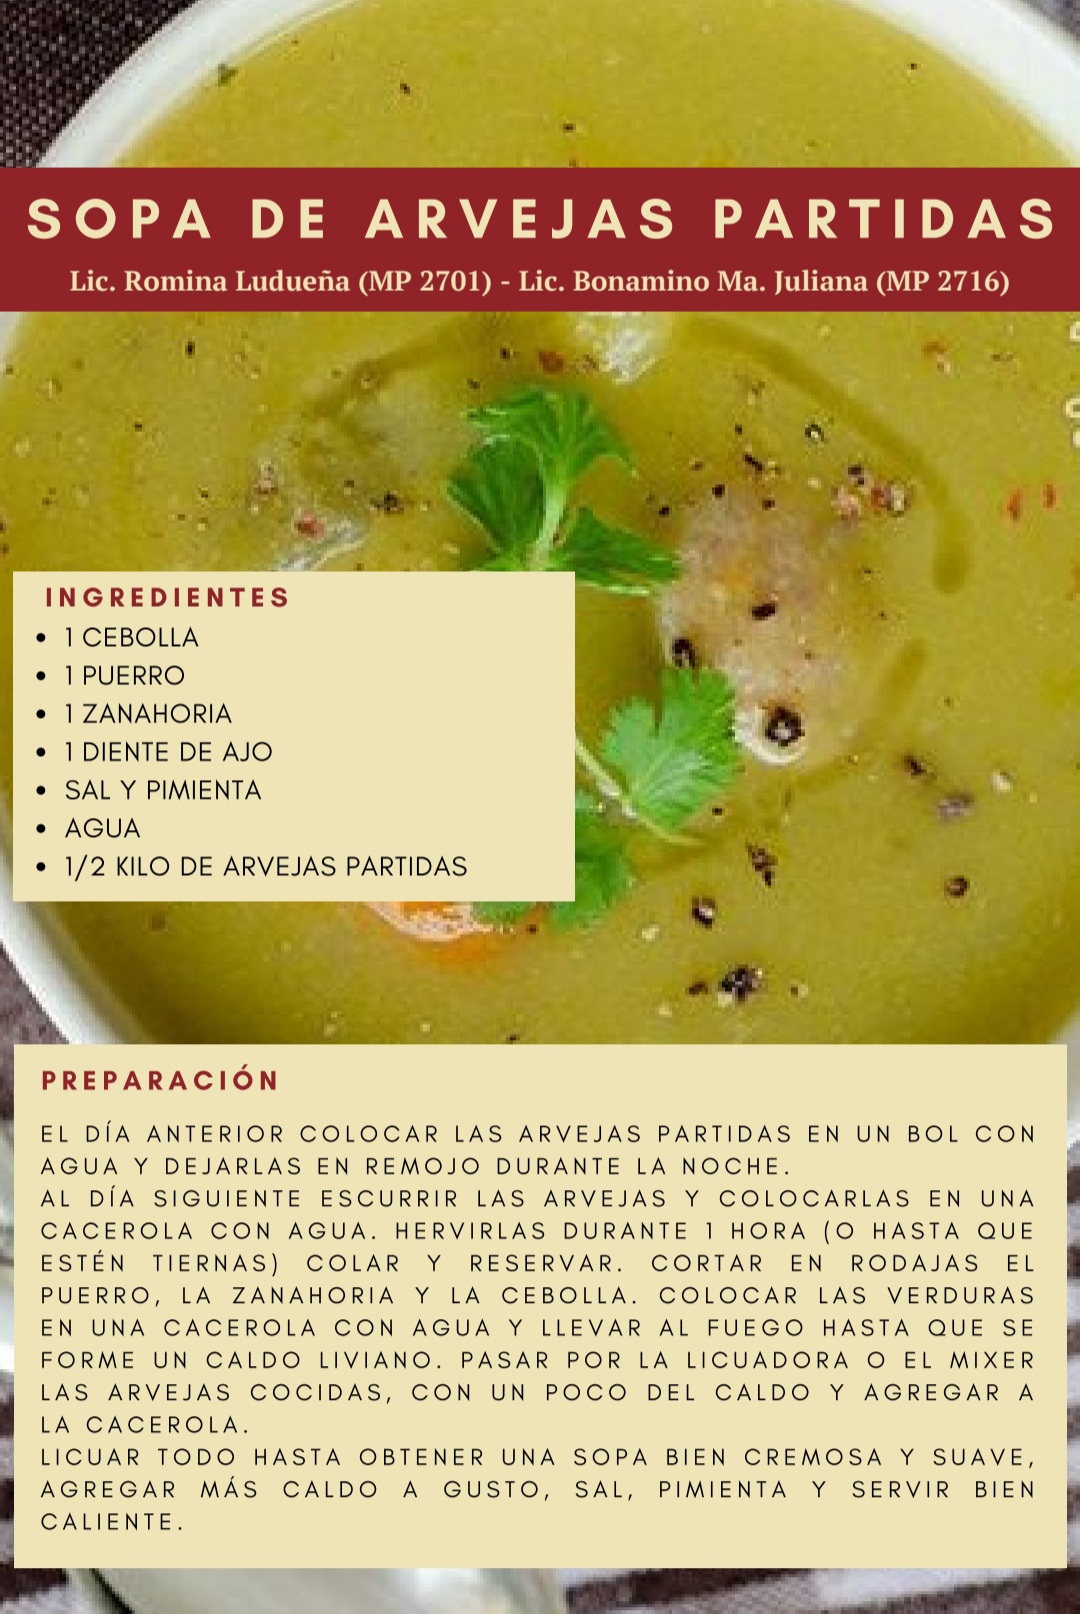 SOPA DE ARVEJAS PARTIDAS
Lic. Romina Ludueña (MP 2701) - Lic. Bonamino Ma. Juliana (MP 2716)
INGREDIENTES
• 1 CEBOLLA
• 1 PUERRO
• 1 ZANAHORIA
• 1 DIENTE DE AJO
• SAL Y PIMIENTA
• AGUA
• 1/2 KILO DE ARVEJAS PARTIDAS
PREPARACIÓN
EL DÍA ANTERIOR COLOCAR LAS ARVEJAS PARTIDAS EN UN BOL CON
AGUA Y DEJARLAS EN REMOJO DURANTE LA NOCHE.
AL DÍA SIGUIENTE ESCURRIR LAS ARVEJAS Y COLOCARLAS EN UNA
CACEROLA CON AGUA. HERVIRLAS DURANTE 1 HORA (O HASTA QUE
ESTÉN TIERNAS) COLAR Y RESERVAR. CORTAR EN RODAJAS EL
PUERRO, LA ZANAHORIA Y LA CEBOLLA. COLOCAR LAS VERDURAS
EN UNA CACEROLA CON AGUA Y LLEVAR AL FUEGO HASTA QUE SE
FORME UN CALDO LIVIANO. PASAR POR LA LICUADORA O EL MIXER
LAS ARVEJAS COCIDAS, CON UN POCO DEL CALDO Y AGREGAR A
LA CACEROLA.
LICUAR TODO HASTA OBTENER UNA SOPA BIEN CREMOSA Y SUAVE,
AGREGAR MÁS CALDO A GUSTO, SAL, PIMIENTA Y SERVIR BIEN
CALIENTE.